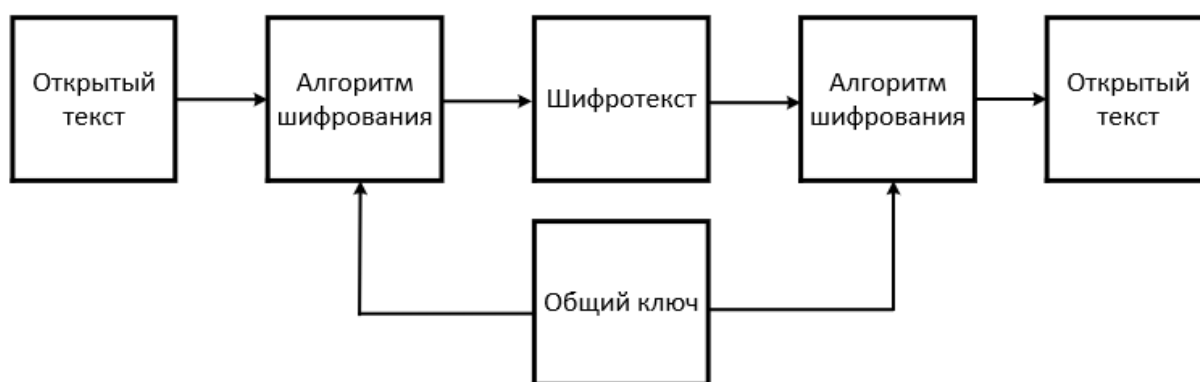 Открытый
текст
Алгоритм
шифрования
Шифротекст
Алгоритм
шифрования
Открытый
текст
Общий ключ